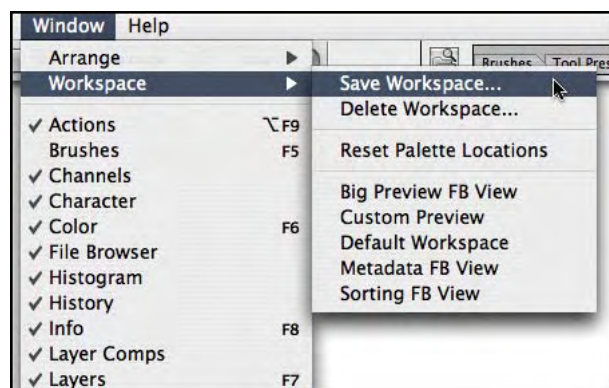 Window Help
Arrange
Workspace
✓ Actions ⌥F9
Brushes F5
✓ Channels
✓ Character
✓ Color F6
✓ File Browser
✓ Histogram
✓ History
✓ Info F8
✓ Layer Comps
✓ Layers F7
Brushes Tool Pres
Save Workspace...
Delete Workspace...
Reset Palette Locations
Big Preview FB View
Custom Preview
Default Workspace
Metadata FB View
Sorting FB View